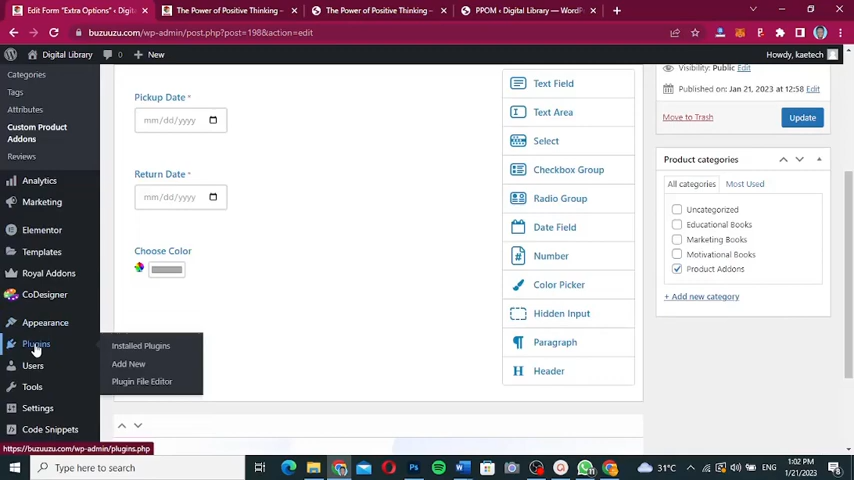 Edit Form "Extra Options" ‹ Digita
The Power of Positive Thinking –
The Power of Positive Thinking –
PPOM ‹ Digital Library — WordPr
buzuuzu.com/wp-admin/post.php?post=198&action=edit
Digital Library
0
+ New
Howdy, kaetech
Categories
Tags
Attributes
Custom Product
Addons
Reviews
Analytics
Marketing
Elementor
Templates
Royal Addons
CoDesigner
Appearance
Plugins
Users
Tools
Settings
Code Snippets
Installed Plugins
Add New
Plugin File Editor
Pickup Date *
mm/dd/yyyy
Return Date *
mm/dd/yyyy
Choose Color
Text Field
Text Area
Select
Checkbox Group
Radio Group
Date Field
Number
Color Picker
Hidden Input
Paragraph
H Header
Visibility: Public Edit
Published on: Jan 21, 2023 at 12:58 Edit
Move to Trash
Update
Product categories
All categories
Most Used
Uncategorized
Educational Books
Marketing Books
Motivational Books
Product Addons
+ Add new category
https://buzuuzu.com/wp-admin/plugins.php
Type here to search
31°C
ENG
1:02 PM
1/21/2023